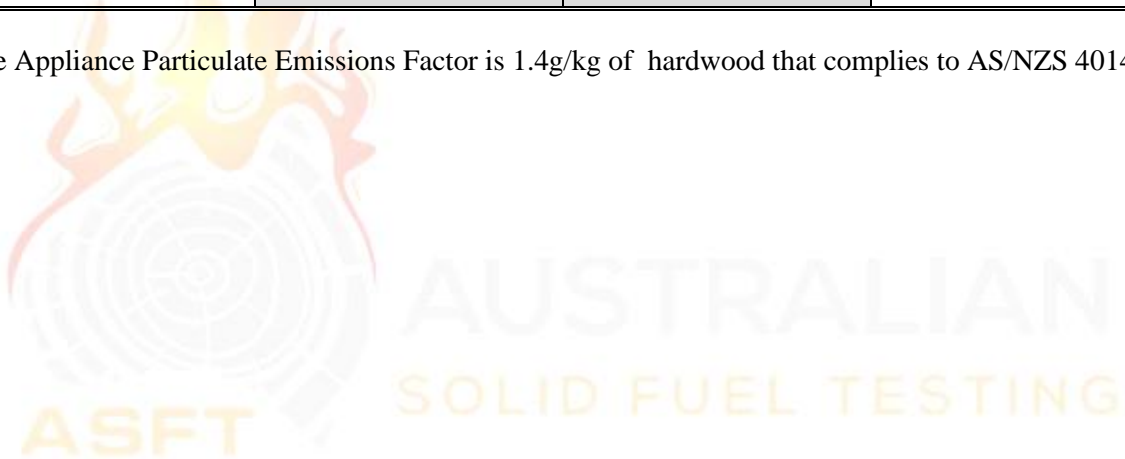 e Appliance Particulate Emissions Factor is 1.4g/kg of hardwood that complies to AS/NZS 4014
AUSTRALIAN
SOLID FUEL TESTING
ASFT